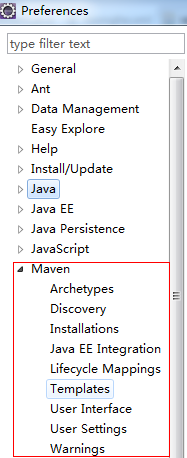 Preferences
type filter text
General
Ant
Data Management
Easy Explore
Help
Install/Update
Java
Java EE
Java Persistence
JavaScript
Maven
Archetypes
Discovery
Installations
Java EE Integration
Lifecycle Mappings
Templates
User Interface
User Settings
Warnings